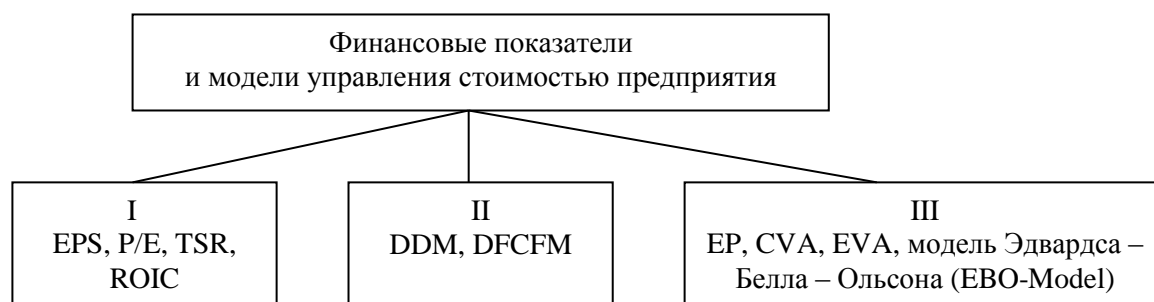 Финансовые показатели
и модели управления стоимостью предприятия
I
EPS, P/E, TSR,
ROIC
II
DDM, DFCFM
III
EP, CVA, EVA, модель Эдвардса –
Белла – Ольсона (EBO-Model)